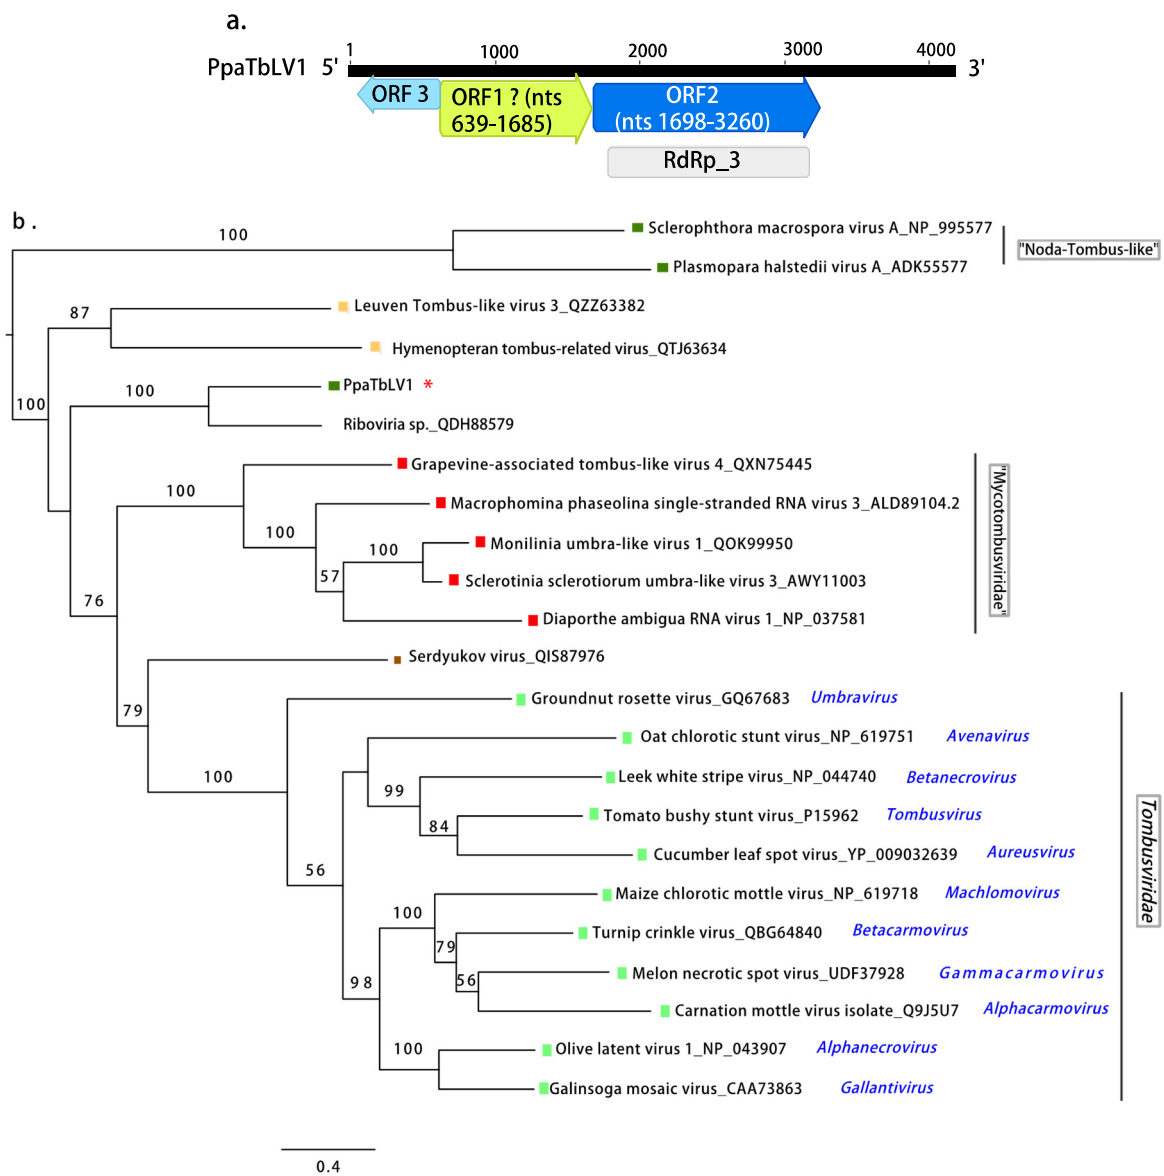 a.
1 1000 2000 3000 4000
PpaTbLV1 5' 3'
ORF 3
ORF1 ? (nts
639-1685)
ORF2
(nts 1698-3260)
RdRp_3
b .
100
Sclerophthora macrospora virus A_NP_995577
"Noda-Tombus-like"
Plasmopara halstedii virus A_ADK55577
87
Leuven Tombus-like virus 3_QZZ63382
Hymenopteran tombus-related virus_QTJ63634
100
100
PpaTbLV1 *
Riboviria sp._QDH88579
100
Grapevine-associated tombus-like virus 4_QXN75445
"Mycotombusviridae"
100
Macrophomina phaseolina single-stranded RNA virus 3_ALD89104.2
100
Monilinia umbra-like virus 1_QOK99950
57
Sclerotinia sclerotiorum umbra-like virus 3_AWY11003
76
Diaporthe ambigua RNA virus 1_NP_037581
Serdyukov virus_QIS87976
79
Groundnut rosette virus_GQ67683 Umbravirus
Oat chlorotic stunt virus_NP_619751 Avenavirus
100
Leek white stripe virus_NP_044740 Betanecrovirus
99
Tomato bushy stunt virus_P15962 Tombusvirus
84
Cucumber leaf spot virus_YP_009032639 Aureusvirus
Tombusviridae
56
Maize chlorotic mottle virus_NP_619718 Machlomovirus
100
Turnip crinkle virus_QBG64840 Betacarmovirus
79
Melon necrotic spot virus_UDF37928 Gammacarmovirus
98
56
Carnation mottle virus isolate_Q9J5U7 Alphacarmovirus
100
Olive latent virus 1_NP_043907 Alphanecrovirus
Galinsoga mosaic virus_CAA73863 Gallantivirus
0.4